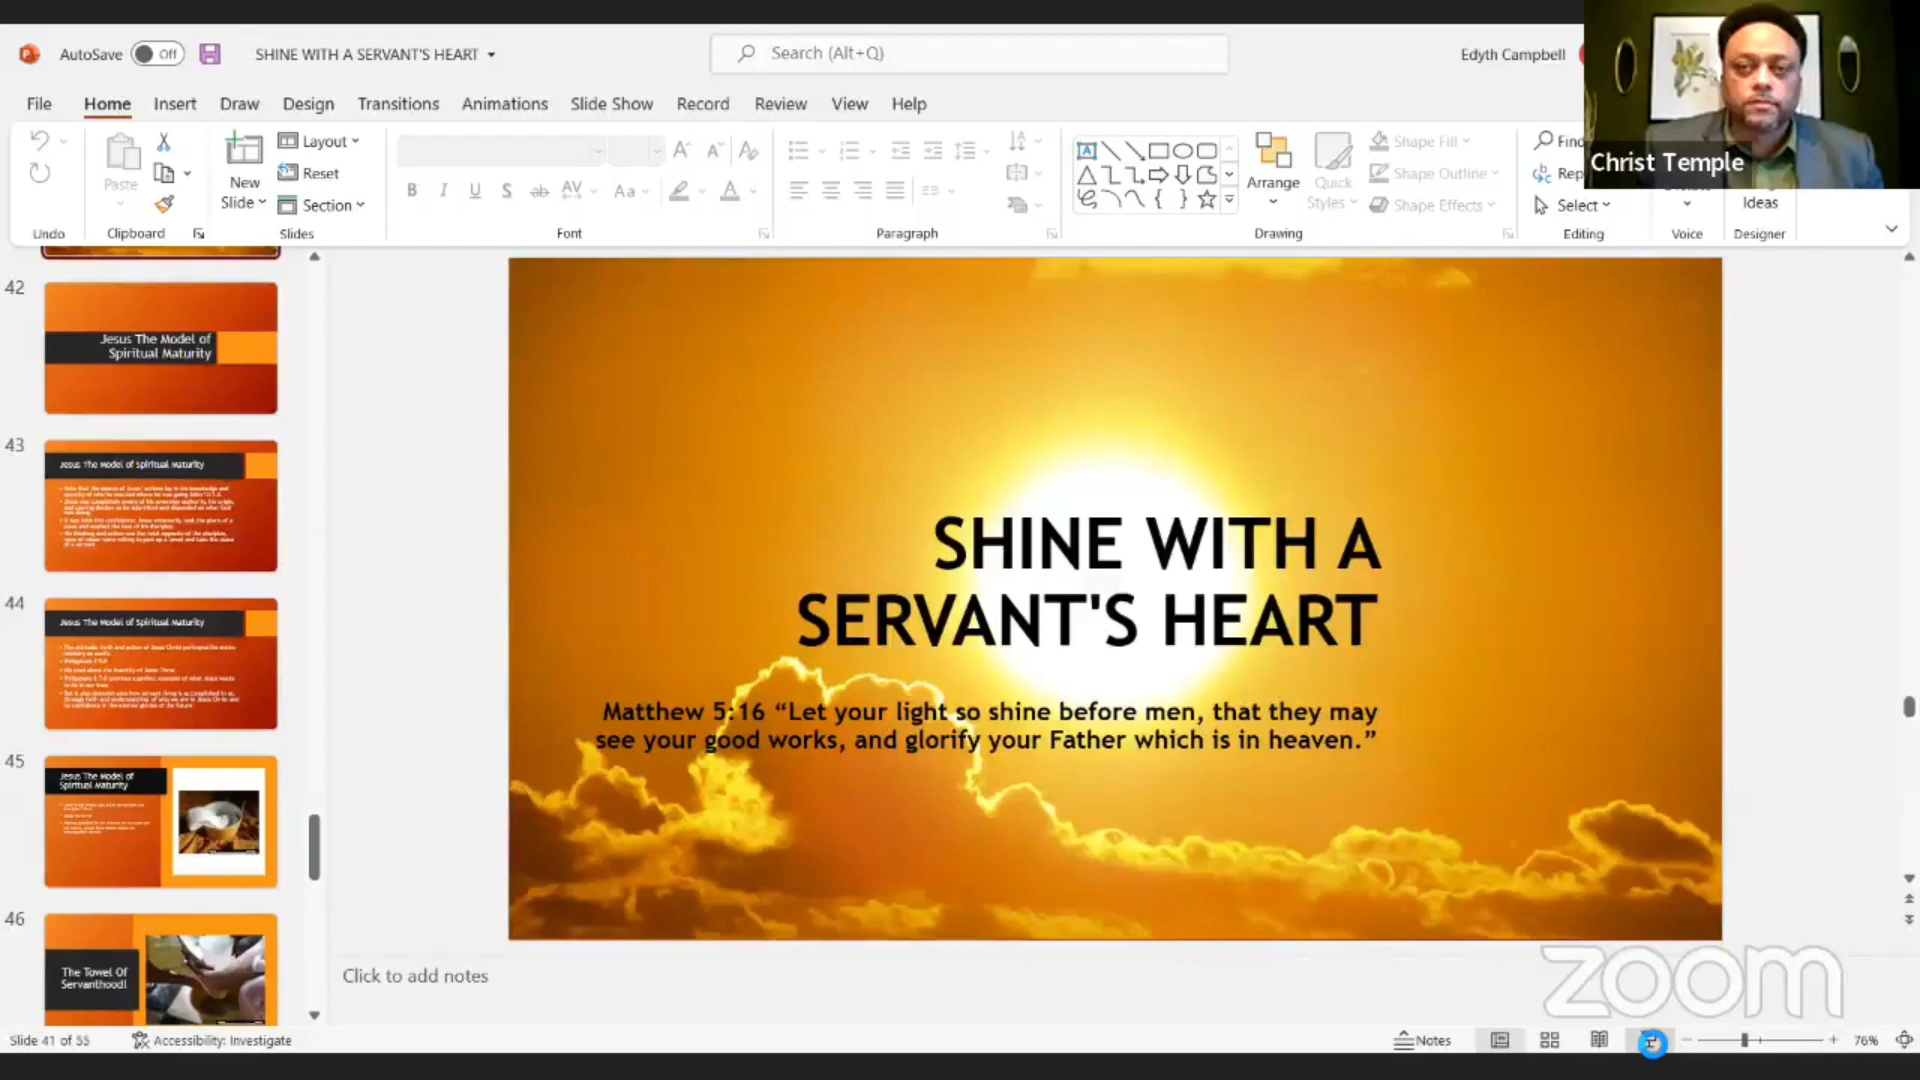 AutoSave Off SHINE WITH A SERVANT'S HEART Search (Alt+Q) Edyth Campbell
File Home Insert Draw Design Transitions Animations Slide Show Record Review View Help
Christ Temple
Paste
New
Slide
Layout
Reset
Section
Arrange
Quick
Styles
Shape Fill
Shape Outline
Shape Effects
Find
Rep
Select
Ideas
Undo Clipboard Slides Font Paragraph Drawing Editing Voice Designer
42
Jesus The Model of
Spiritual Maturity
43
Jesus The Model of Spiritual Maturity
44
Jesus The Model of Spiritual Maturity
45
Jesus The Model of
Spiritual Maturity
46
The Towel Of
Servanthood!
SHINE WITH A
SERVANT'S HEART
Matthew 5:16 “Let your light so shine before men, that they may
see your good works, and glorify your Father which is in heaven.”
Click to add notes
zoom
Slide 41 of 55 Accessibility: Investigate Notes 76%